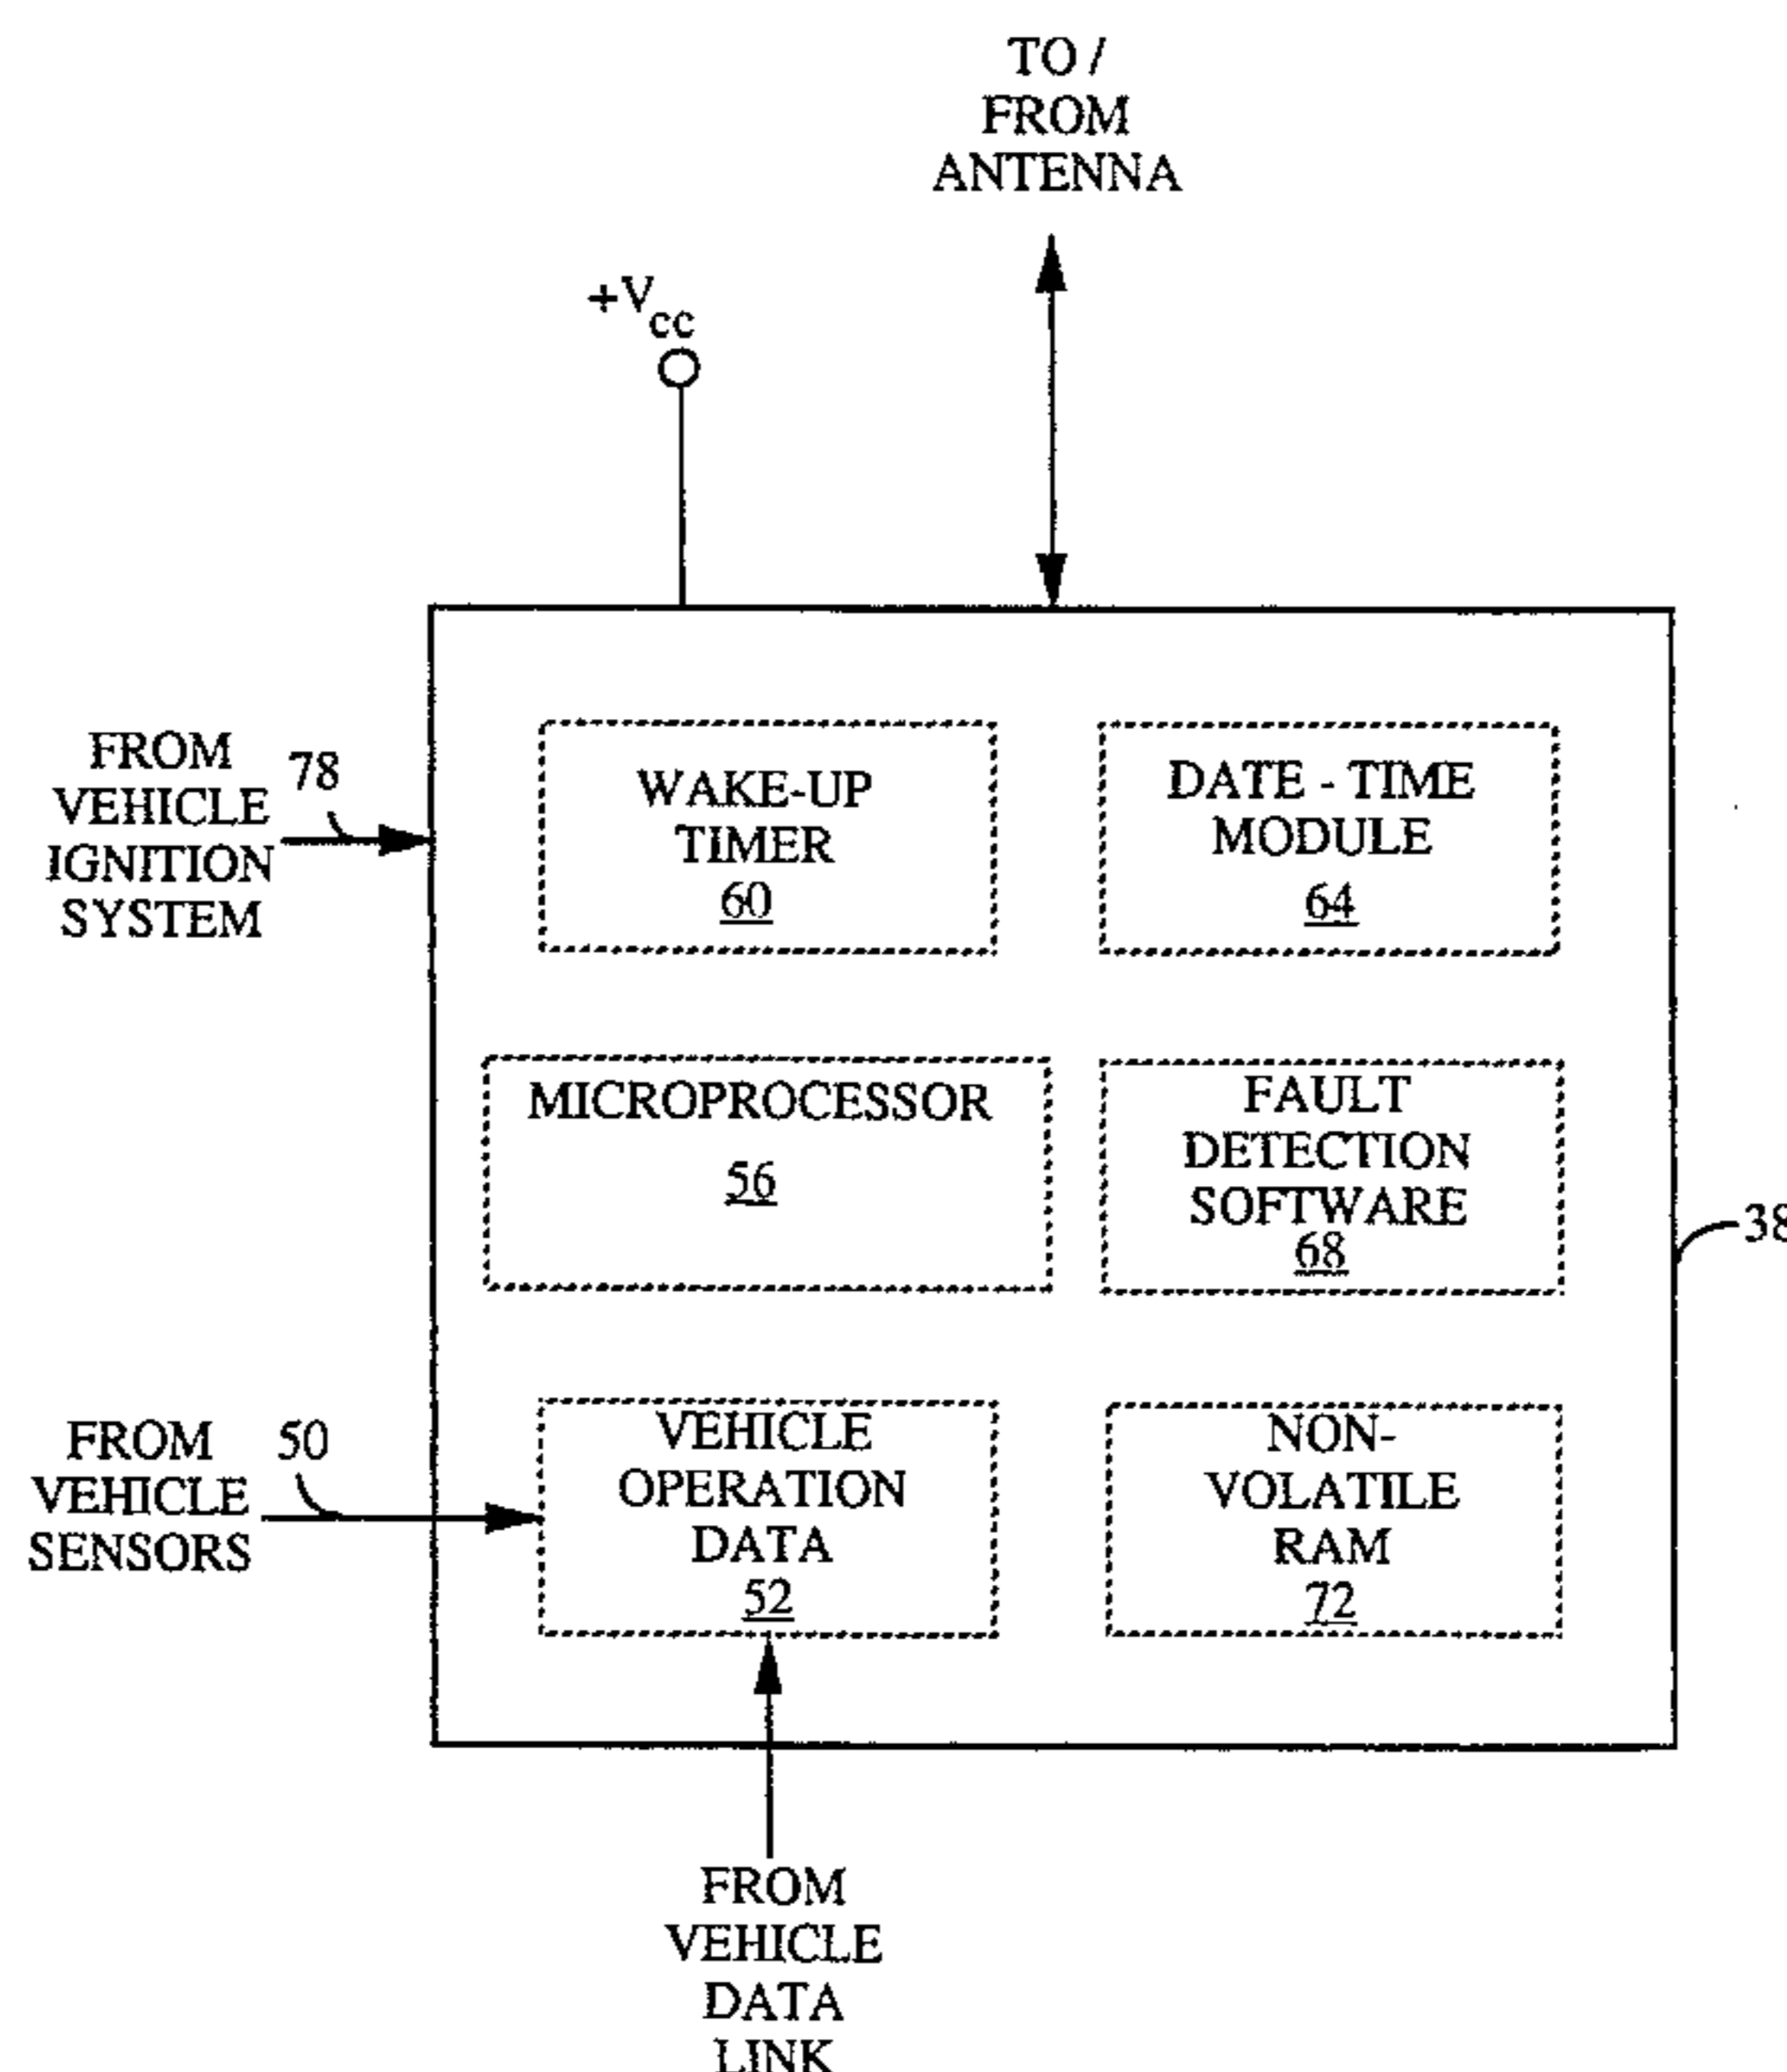 TO /
FROM
ANTENNA
+Vcc
FROM
VEHICLE
IGNITION
SYSTEM
78
WAKE-UP
TIMER
60
DATE - TIME
MODULE
64
MICROPROCESSOR
56
FAULT
DETECTION
SOFTWARE
68
38
FROM
VEHICLE
SENSORS
50
VEHICLE
OPERATION
DATA
52
NON-
VOLATILE
RAM
72
FROM
VEHICLE
DATA
LINK